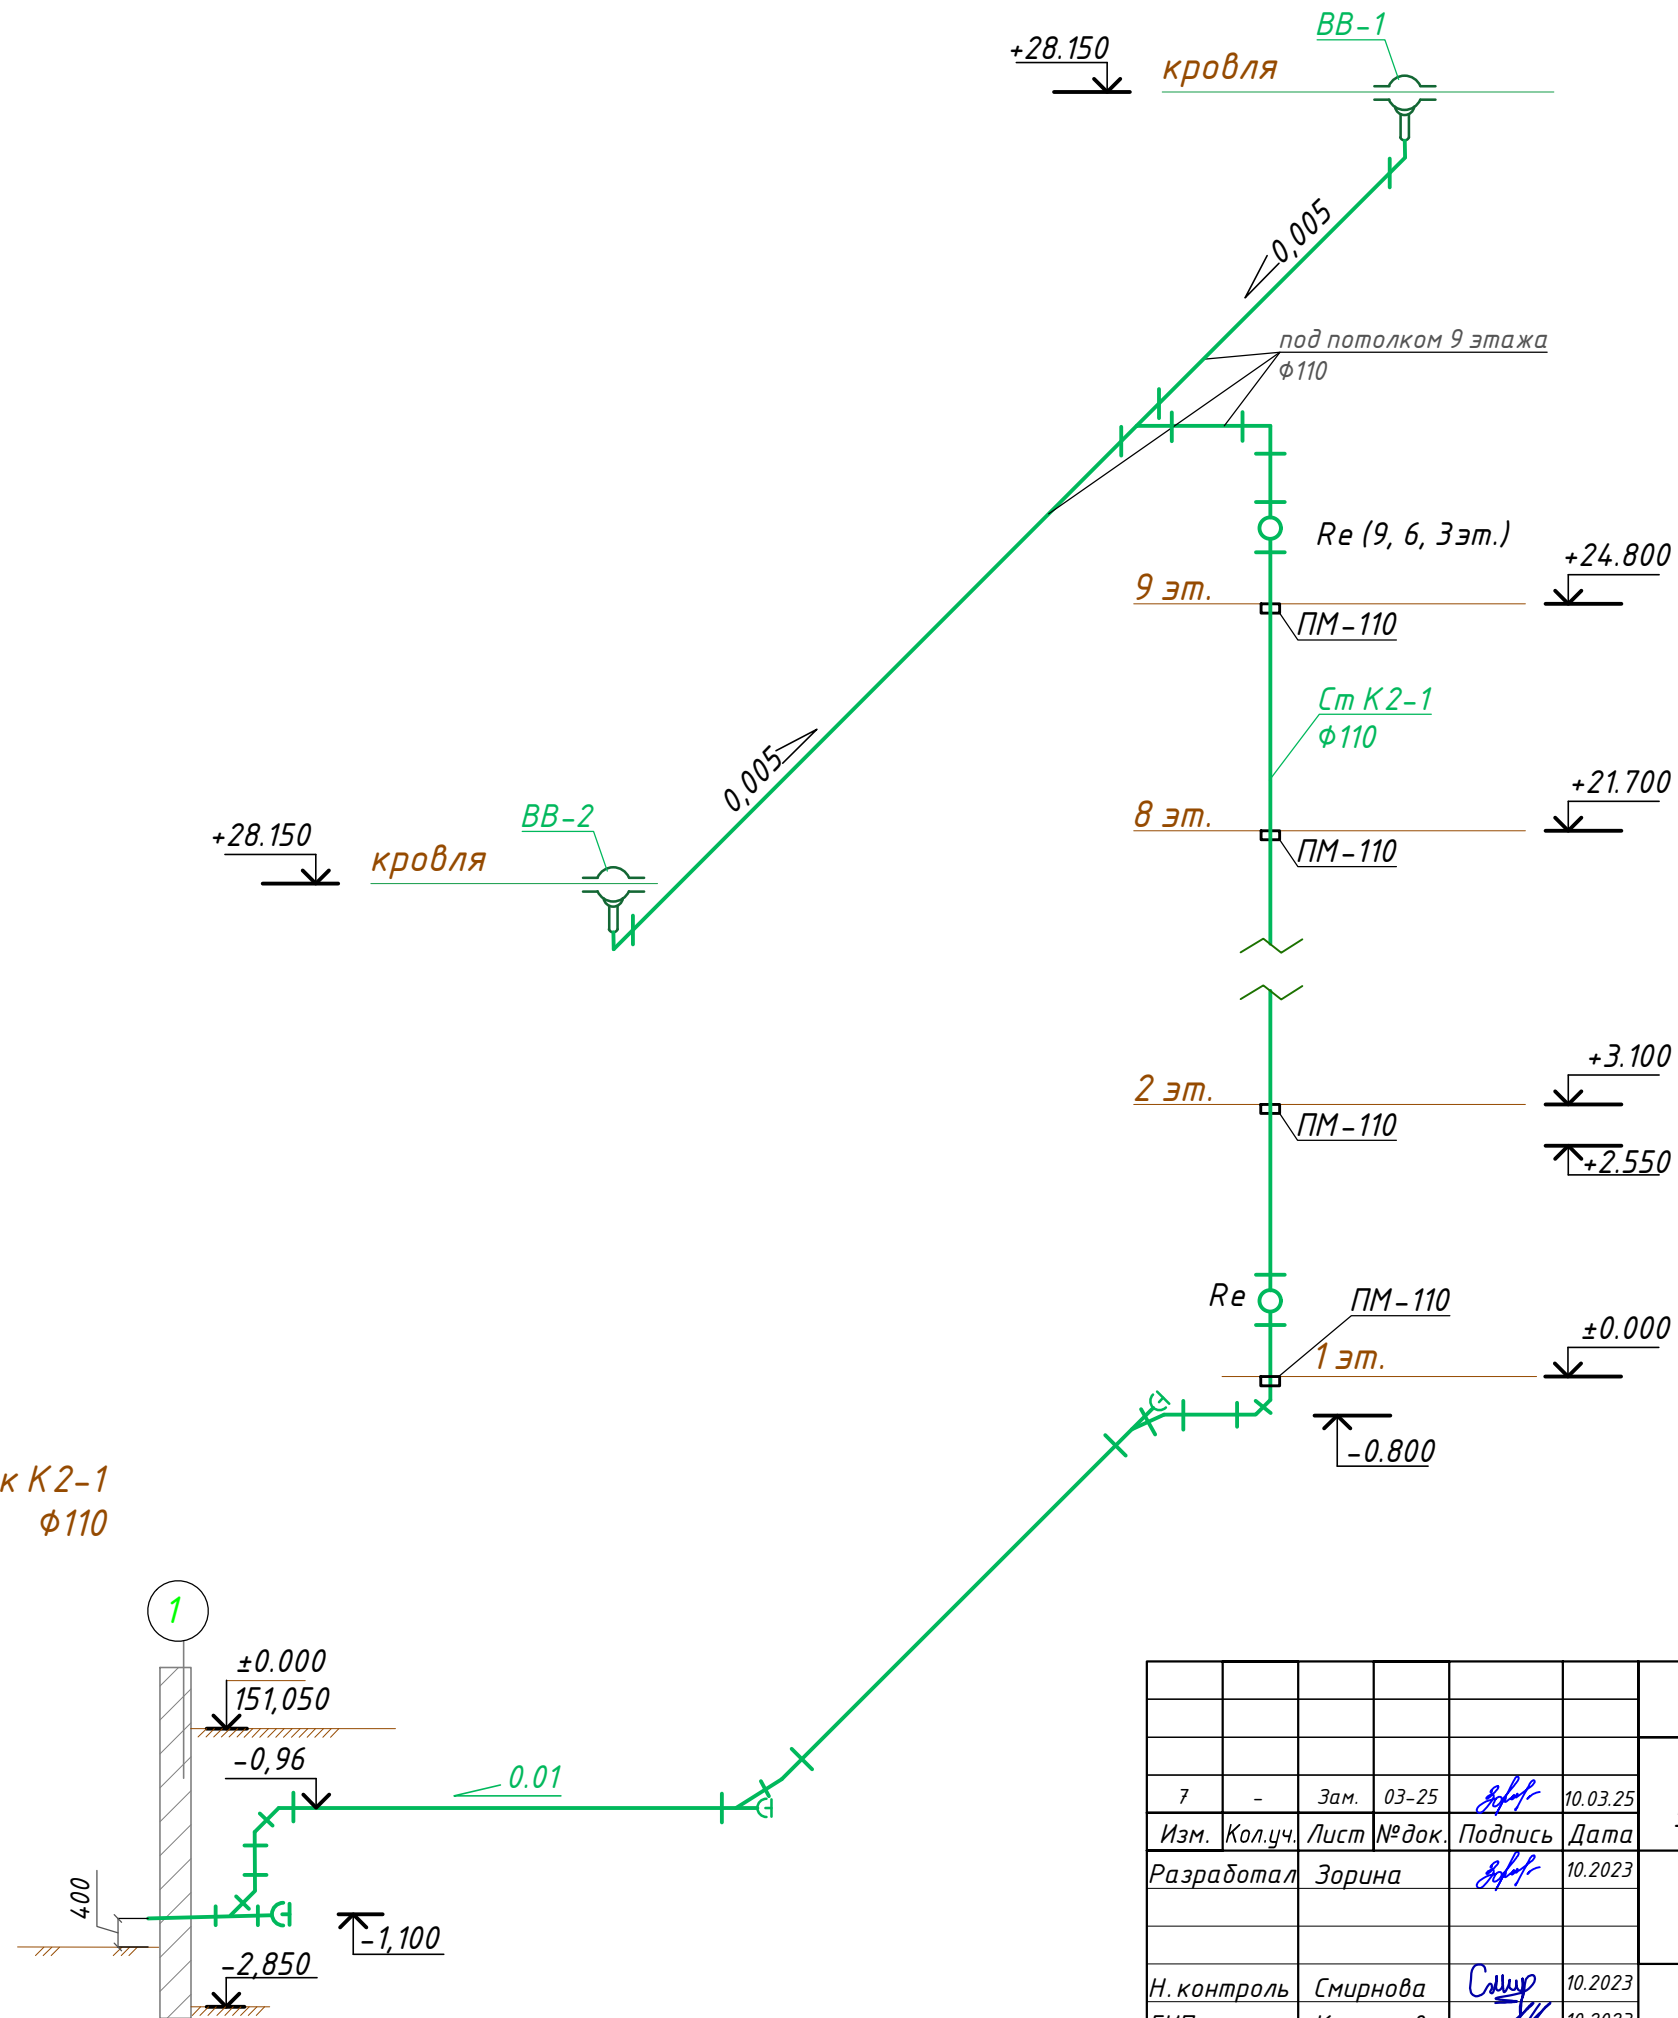 ВВ-1
+28.150
кровля
0,005
под потолком 9 этажа
Ф110
Re (9, 6, 3эт.)
+24.800
9 эт.
ПМ-110
Ст К2-1
Ф110
+21.700
8 эт.
ПМ-110
0,005
ВВ-2
+28.150
кровля
+3.100
2 эт.
ПМ-110
+2.550
Re
ПМ-110
±0.000
1 эт.
-0.800
к К2-1
Ф110
1
±0.000
151,050
-0,96
0.01
400
-1,100
-2,850
7 - Зам. 03-25 10.03.25
Изм. Кол.уч. Лист №док. Подпись Дата
Разработал Зорина 10.2023
Н. контроль Смирнова 10.2023